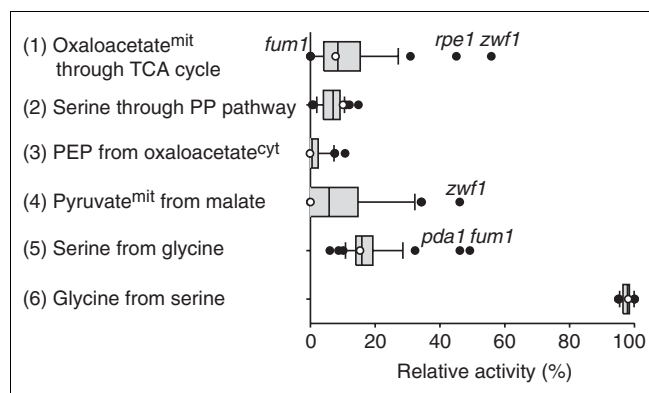 (1) Oxaloacetate^mit through TCA cycle
fum1 rpe1 zwf1
(2) Serine through PP pathway
(3) PEP from oxaloacetate^cyt
(4) Pyruvate^mit from malate
zwf1
(5) Serine from glycine
pda1 fum1
(6) Glycine from serine
0 20 40 60 80 100
Relative activity (%)